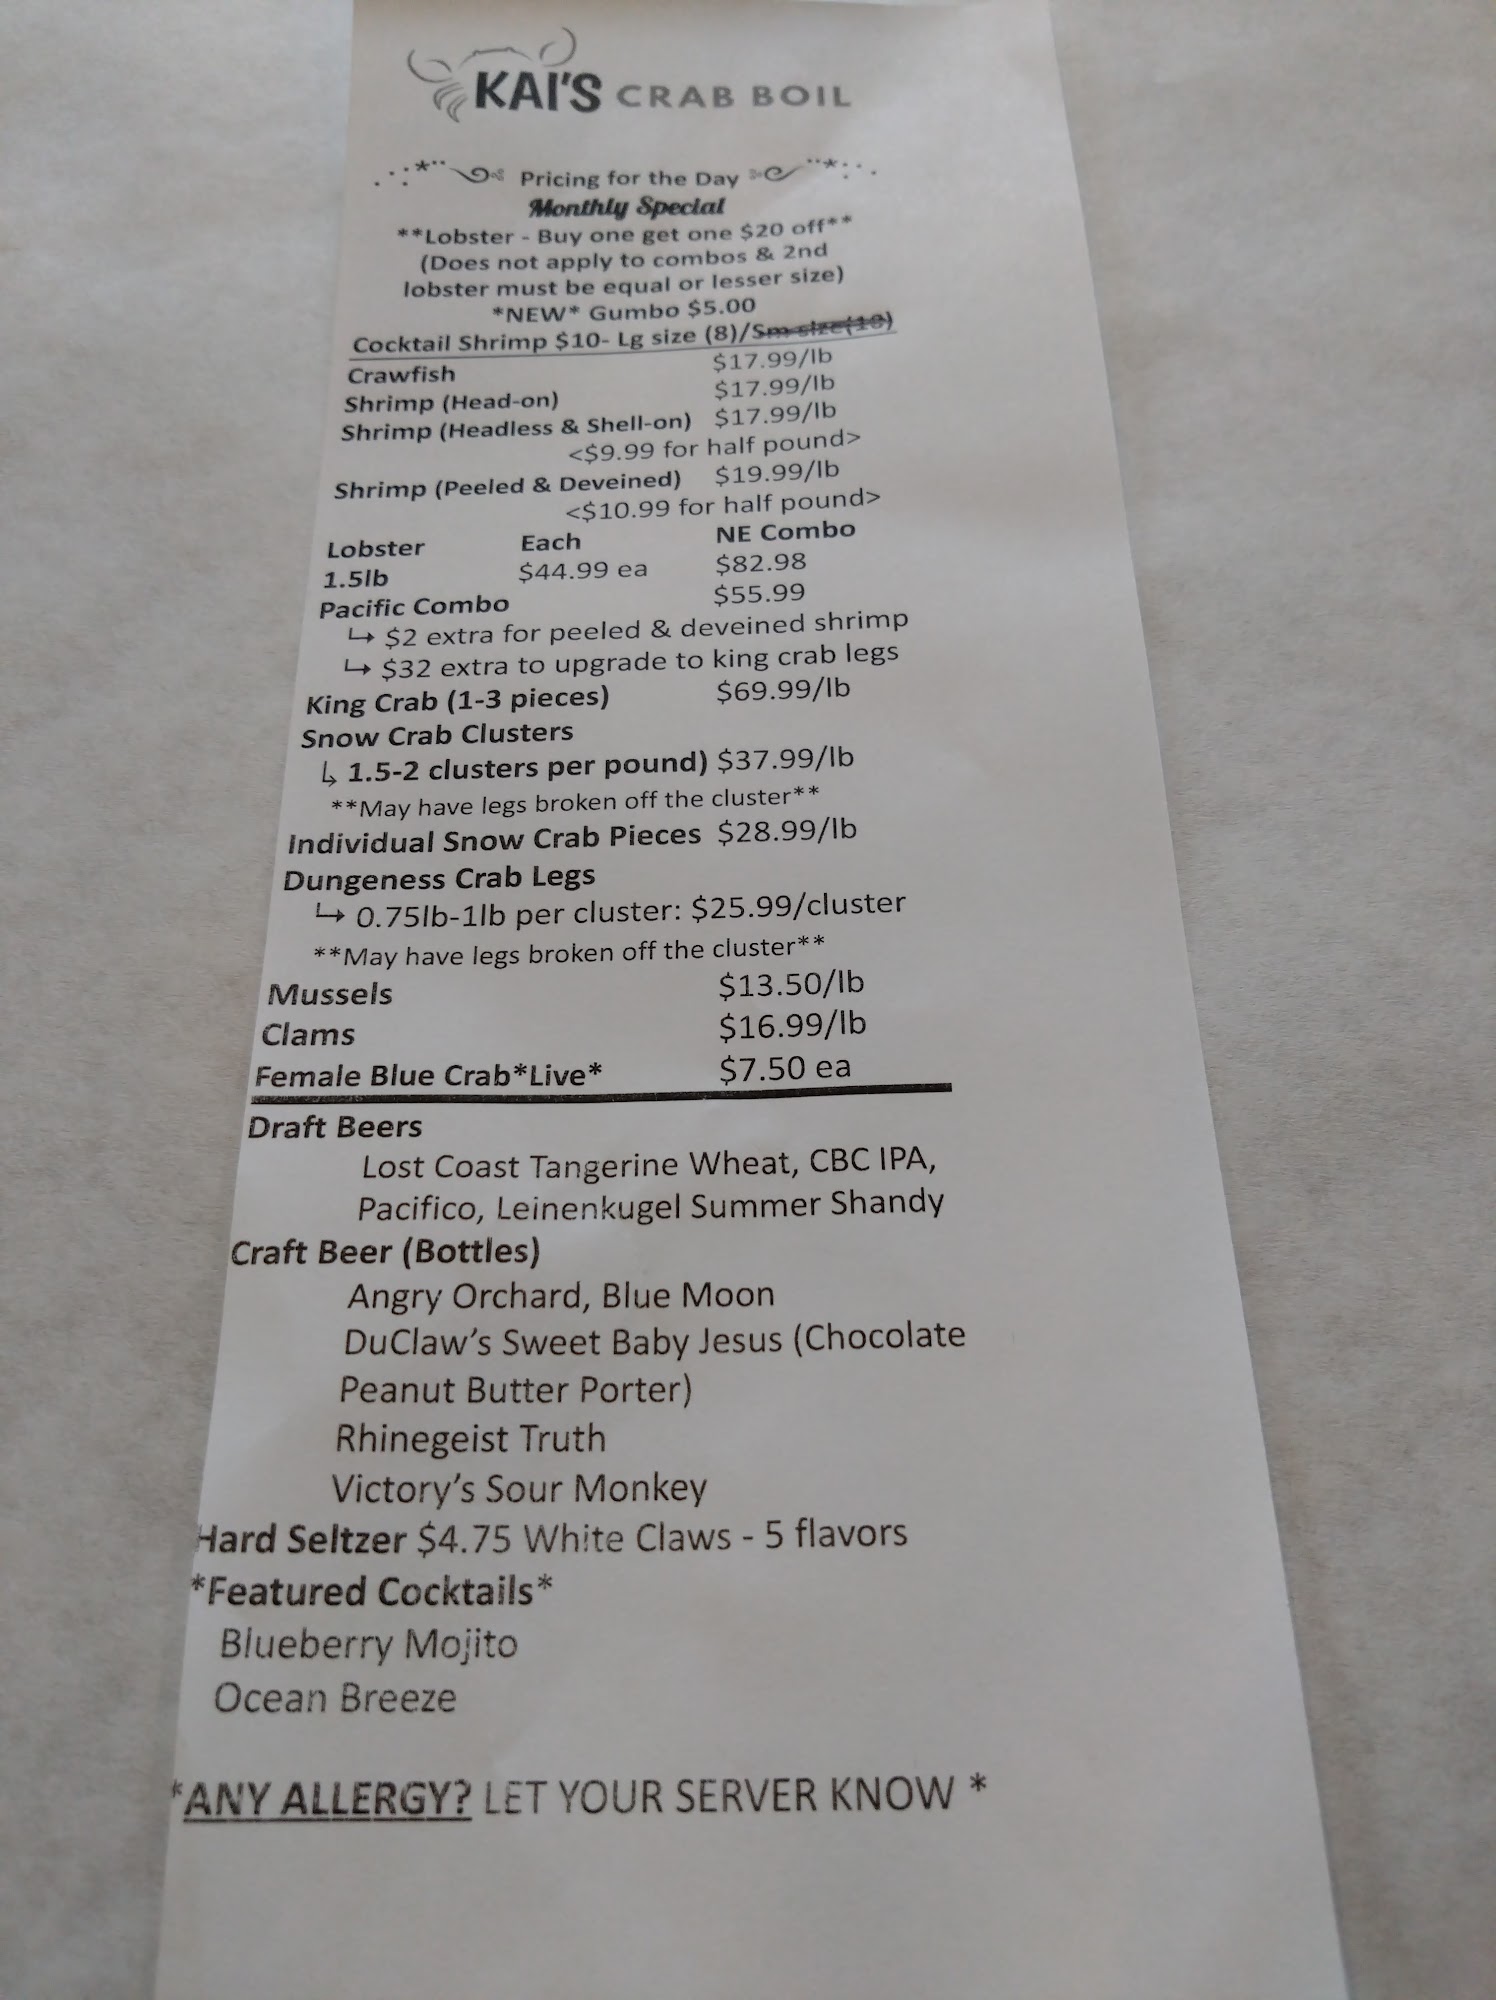 KAI'S CRAB BOIL
Pricing for the Day
Monthly Special
**Lobster - Buy one get one $20 off**
(Does not apply to combos & 2nd
lobster must be equal or lesser size)
*NEW* Gumbo $5.00
Cocktail Shrimp $10- Lg size (8)/Sm size(10)
Crawfish $17.99/lb
Shrimp (Head-on) $17.99/lb
Shrimp (Headless & Shell-on) $17.99/lb
<$9.99 for half pound>
Shrimp (Peeled & Deveined) $19.99/lb
<$10.99 for half pound>
Lobster Each NE Combo
1.5lb $44.99 ea $82.98
Pacific Combo $55.99
↪ $2 extra for peeled & deveined shrimp
↪ $32 extra to upgrade to king crab legs
King Crab (1-3 pieces) $69.99/lb
Snow Crab Clusters
↳ 1.5-2 clusters per pound) $37.99/lb
**May have legs broken off the cluster**
Individual Snow Crab Pieces $28.99/lb
Dungeness Crab Legs
↪ 0.75lb-1lb per cluster: $25.99/cluster
**May have legs broken off the cluster**
Mussels $13.50/lb
Clams $16.99/lb
Female Blue Crab*Live* $7.50 ea
Draft Beers
Lost Coast Tangerine Wheat, CBC IPA,
Pacifico, Leinenkugel Summer Shandy
Craft Beer (Bottles)
Angry Orchard, Blue Moon
DuClaw's Sweet Baby Jesus (Chocolate
Peanut Butter Porter)
Rhinegeist Truth
Victory's Sour Monkey
Hard Seltzer $4.75 White Claws - 5 flavors
*Featured Cocktails*
Blueberry Mojito
Ocean Breeze
*ANY ALLERGY? LET YOUR SERVER KNOW *